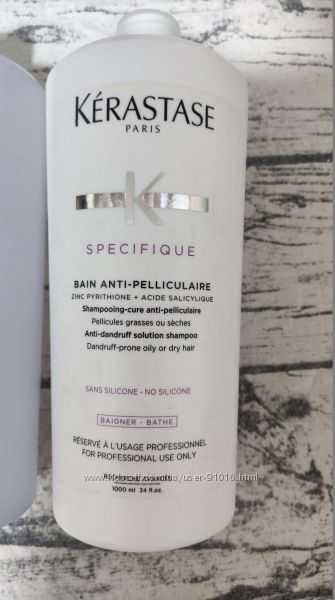 KÉRASTASE
PARIS
K
SPECIFIQUE
BAIN ANTI-PELLICULAIRE
ZINC PYRITHIONE + ACIDE SALICYLIQUE
Shampooing-cure anti-pelliculaire
Pellicules grasses ou sèches
Anti-dandruff solution shampoo
Dandruff-prone oily or dry hair
SANS SILICONE - NO SILICONE
BAIGNER - BATHE
RÉSERVÉ À L'USAGE PROFESSIONNEL
FOR PROFESSIONAL USE ONLY
1000 ml 34 fl.oz.